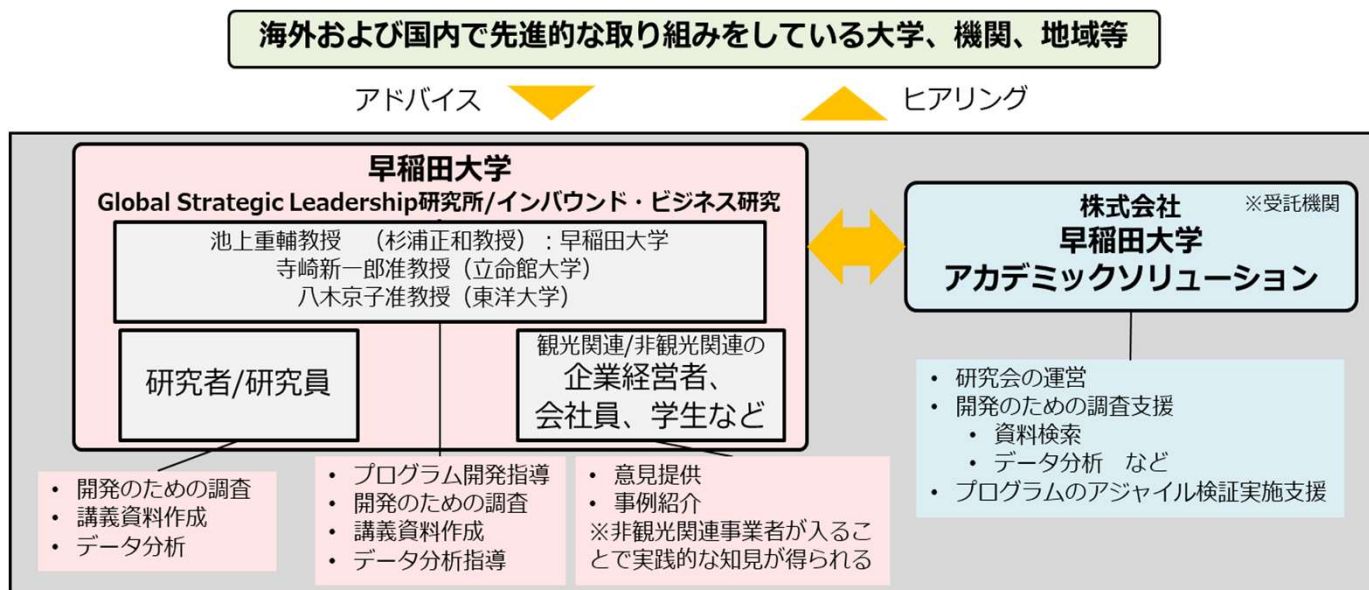 海外および国内で先進的な取り組みをしている大学、機関、地域等
アドバイス
ヒアリング
早稲田大学
Global Strategic Leadership研究所/インバウンド・ビジネス研究
池上重輔教授　（杉浦正和教授）：早稲田大学
寺崎新一郎准教授（立命館大学）
八木京子准教授（東洋大学）
研究者/研究員
観光関連/非観光関連の
企業経営者、
会社員、学生など
・ 開発のための調査
・ 講義資料作成
・ データ分析
・ プログラム開発指導
・ 開発のための調査
・ 講義資料作成
・ データ分析指導
・ 意見提供
・ 事例紹介
※非観光関連事業者が入るこ
とで実践的な知見が得られる
株式会社
※受託機関
早稲田大学
アカデミックソリューション
・ 研究会の運営
・ 開発のための調査支援
・ 資料検索
・ データ分析　など
・ プログラムのアジャイル検証実施支援